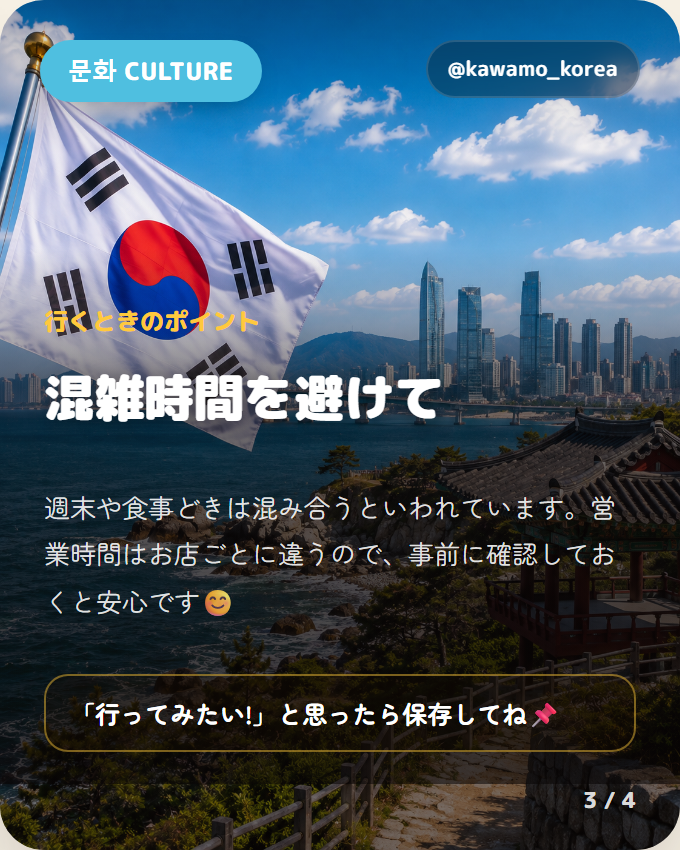 문화 CULTURE
@kawamo_korea
行くときのポイント
混雑時間を避けて
週末や食事どきは混み合うといわれています。営
業時間はお店ごとに違うので、事前に確認してお
くと安心です😊
「行ってみたい!」と思ったら保存してね📌
3 / 4